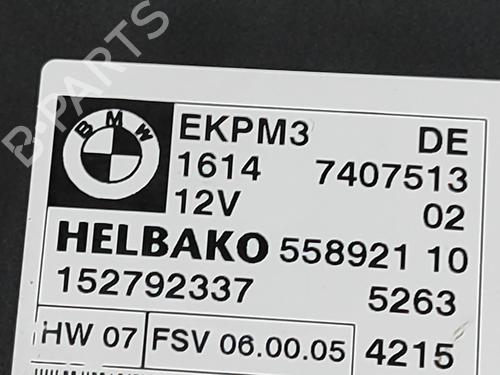 B-PARTS
BMW
EKPM3 DE
1614 7407513
12V 02
HELBAKO 558921 10
152792337 5263
HW 07 FSV 06.00.05 4215